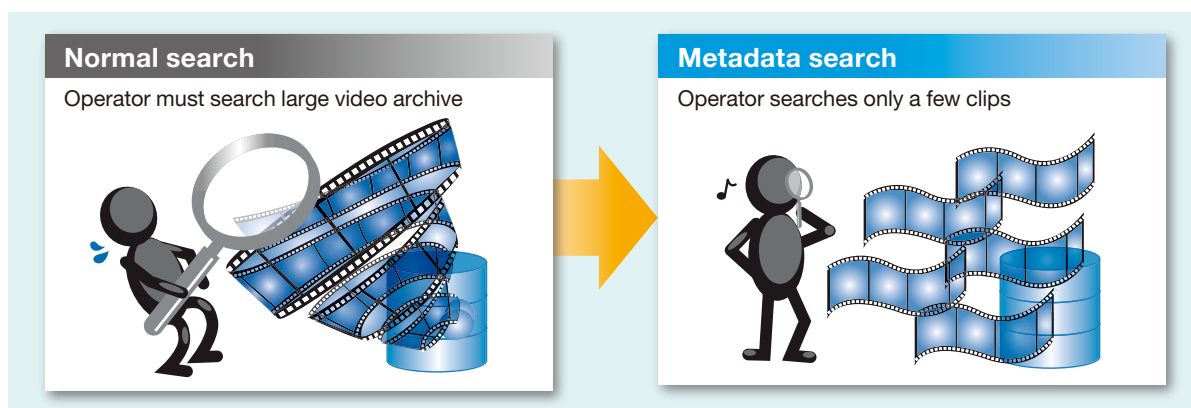 Normal search
Operator must search large video archive
Metadata search
Operator searches only a few clips